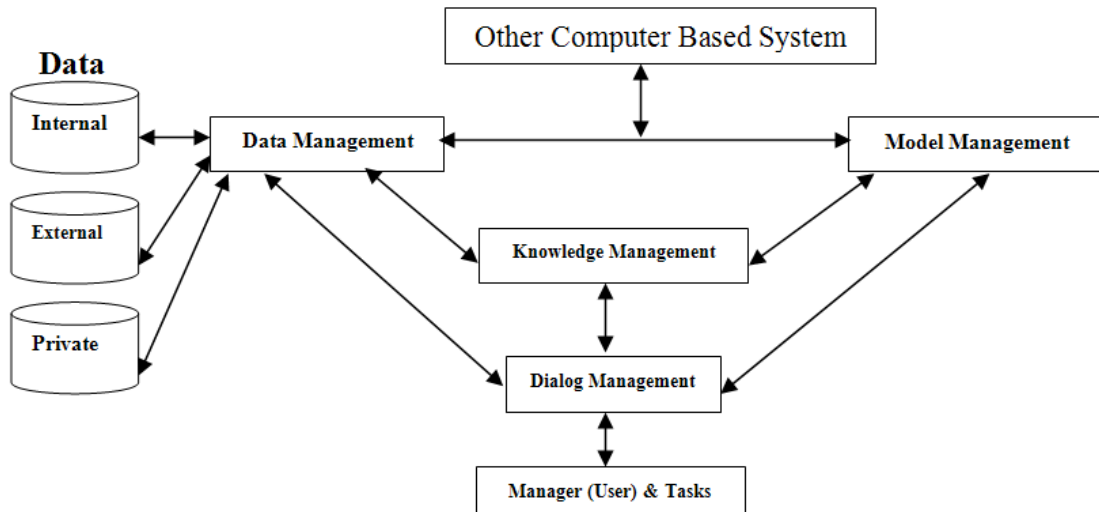 Other Computer Based System
Data
Internal
Data Management
Model Management
External
Knowledge Management
Private
Dialog Management
Manager (User) & Tasks